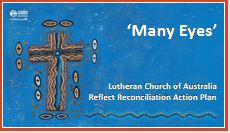 'Many Eyes'
Lutheran Church of Australia
Reflect Reconciliation Action Plan